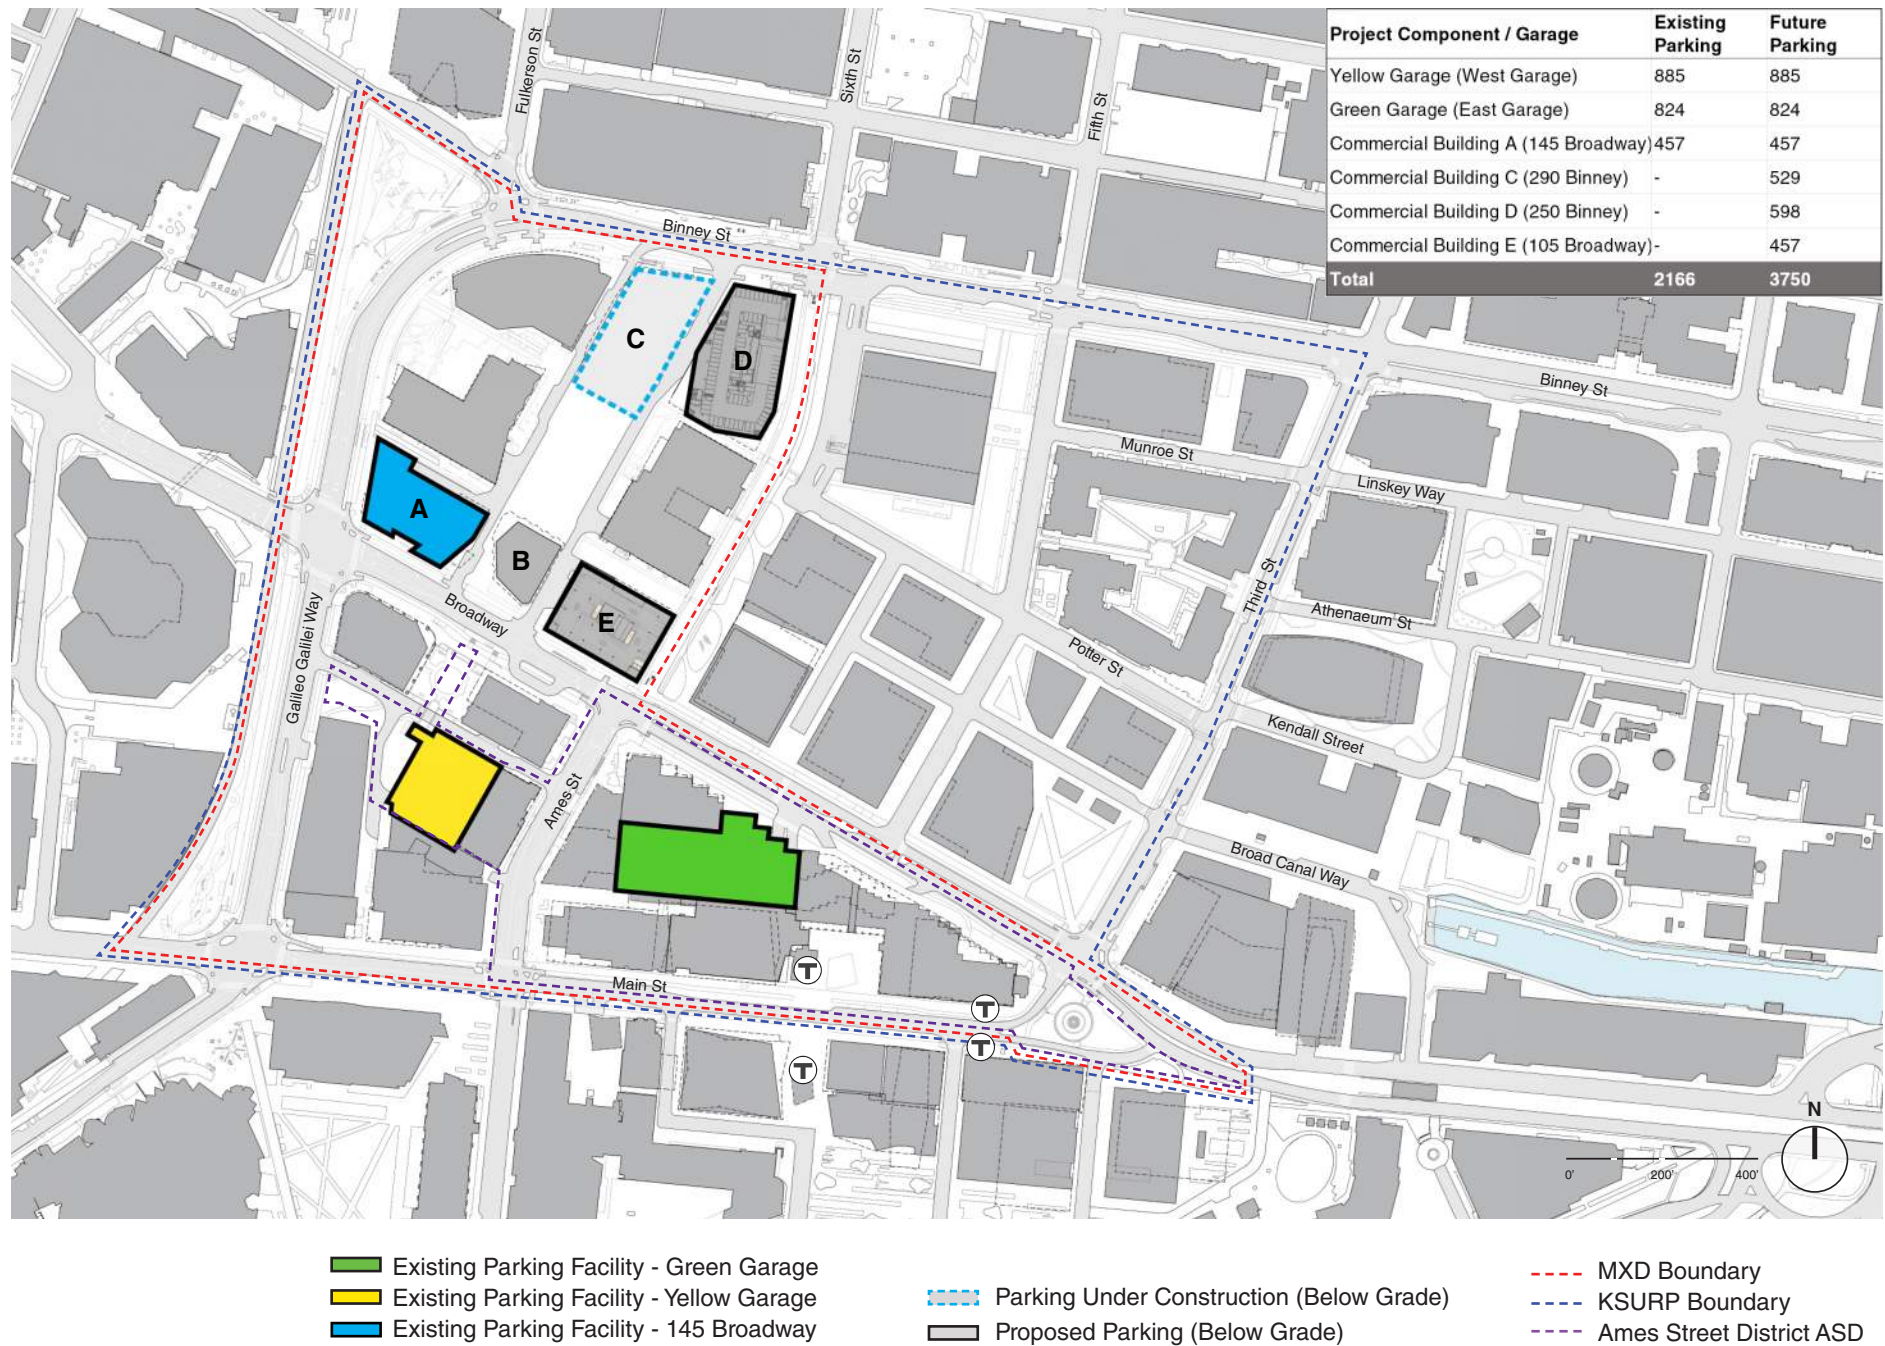 Project Component / Garage Existing Parking Future Parking
Yellow Garage (West Garage) 885 885
Green Garage (East Garage) 824 824
Commercial Building A (145 Broadway) 457 457
Commercial Building C (290 Binney) - 529
Commercial Building D (250 Binney) - 598
Commercial Building E (105 Broadway) - 457
Total 2166 3750
Fulkerson St
Sixth St
Fifth St
Binney St
C
D
Binney St
Munroe St
Linskey Way
A
B
E
Third St
Athenaeum St
Broadway
Galileo Galilei Way
Potter St
Kendall Street
Ames St
Broad Canal Way
Main St
T
T
T
T
N
0' 200' 400'
Existing Parking Facility - Green Garage
Existing Parking Facility - Yellow Garage
Existing Parking Facility - 145 Broadway
Parking Under Construction (Below Grade)
Proposed Parking (Below Grade)
MXD Boundary
KSURP Boundary
Ames Street District ASD